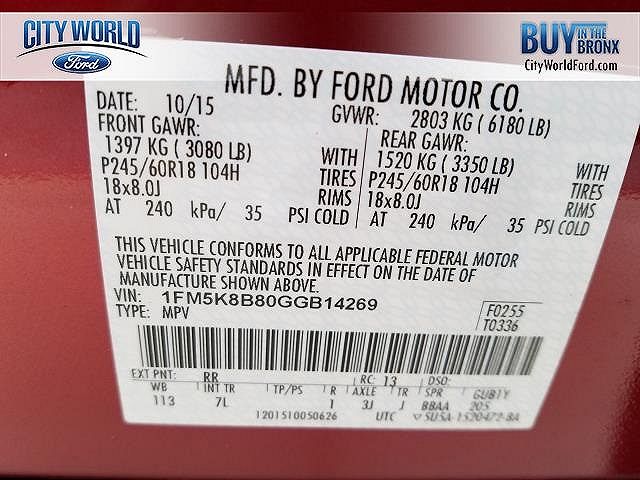 CITY WORLD
Ford
BUY IN THE BRONX
CityWorldFord.com
MFD. BY FORD MOTOR CO.
DATE: 10/15 GVWR: 2803 KG ( 6180 LB)
FRONT GAWR: REAR GAWR:
1397 KG ( 3080 LB) WITH 1520 KG ( 3350 LB) WITH
P245/60R18 104H TIRES P245/60R18 104H TIRES
18x8.0J RIMS 18x8.0J RIMS
AT 240 kPa/ 35 PSI COLD AT 240 kPa/ 35 PSI COLD
THIS VEHICLE CONFORMS TO ALL APPLICABLE FEDERAL MOTOR
VEHICLE SAFETY STANDARDS IN EFFECT ON THE DATE OF
MANUFACTURE SHOWN ABOVE.
VIN: 1FM5K8B80GGB14269 F0255
TYPE: MPV T0336
EXT PNT: RR RC: 13 DSO:
WB INT TR TP/PS R AXLE TR SPR GUB1Y
113 7L 1 3J J BBAA 205
1201510050626 UTC